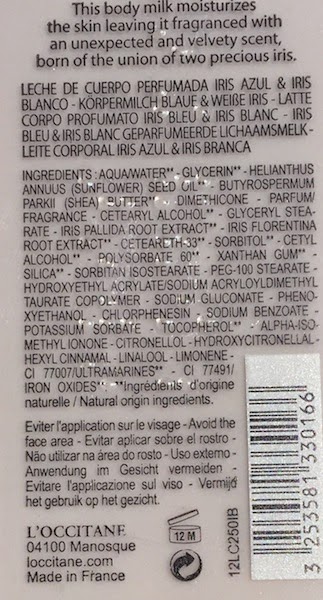 This body milk moisturizes
the skin leaving it fragranced with
an unexpected and velvety scent,
born of the union of two precious iris.
LECHE DE CUERPO PERFUMADA IRIS AZUL & IRIS
BLANCO - KÖRPERMILCH BLAUE & WEIßE IRIS - LATTE
CORPO PROFUMATO IRIS BLEU & IRIS BLANC - IRIS
BLEU & IRIS BLANC GEPARFUMEERDE LICHAAMSMELK -
LEITE CORPORAL IRIS AZUL & IRIS BRANCA
INGREDIENTS : AQUA/WATER** - GLYCERIN** - HELIANTHUS
ANNUUS (SUNFLOWER) SEED OIL** - BUTYROSPERMUM
PARKII (SHEA) BUTTER** - DIMETHICONE - PARFUM/
FRAGRANCE - CETEARYL ALCOHOL** - GLYCERYL STEA-
RATE - IRIS PALLIDA ROOT EXTRACT** - IRIS FLORENTINA
ROOT EXTRACT** - CETEARETH-33** - SORBITOL** - CETYL
ALCOHOL** - POLYSORBATE 60** - XANTHAN GUM** -
SILICA** - SORBITAN ISOSTEARATE - PEG-100 STEARATE -
HYDROXYETHYL ACRYLATE/SODIUM ACRYLOYLDIMETHYL
TAURATE COPOLYMER - SODIUM GLUCONATE - PHENO-
XYETHANOL - CHLORPHENESIN - SODIUM BENZOATE -
POTASSIUM SORBATE - TOCOPHEROL** - ALPHA-ISO-
METHYL IONONE - CITRONELLOL - HYDROXYCITRONELLAL -
HEXYL CINNAMAL - LINALOOL - LIMONENE -
CI 77007/ULTRAMARINES** - CI 77491/
IRON OXIDES** **Ingrédients d'origine
naturelle / Natural origin ingredients.
Eviter l'application sur le visage - Avoid the
face area - Evitar aplicar sobre el rostro -
Não utilizar na área do rosto - Uso externo -
Anwendung im Gesicht vermeiden -
Evitare l'applicazione sul viso - Vermijd
het gebruik op het gezicht.
L'OCCITANE
04100 Manosque
loccitane.com
Made in France
12 M
12LC250IB
3 253581 330166